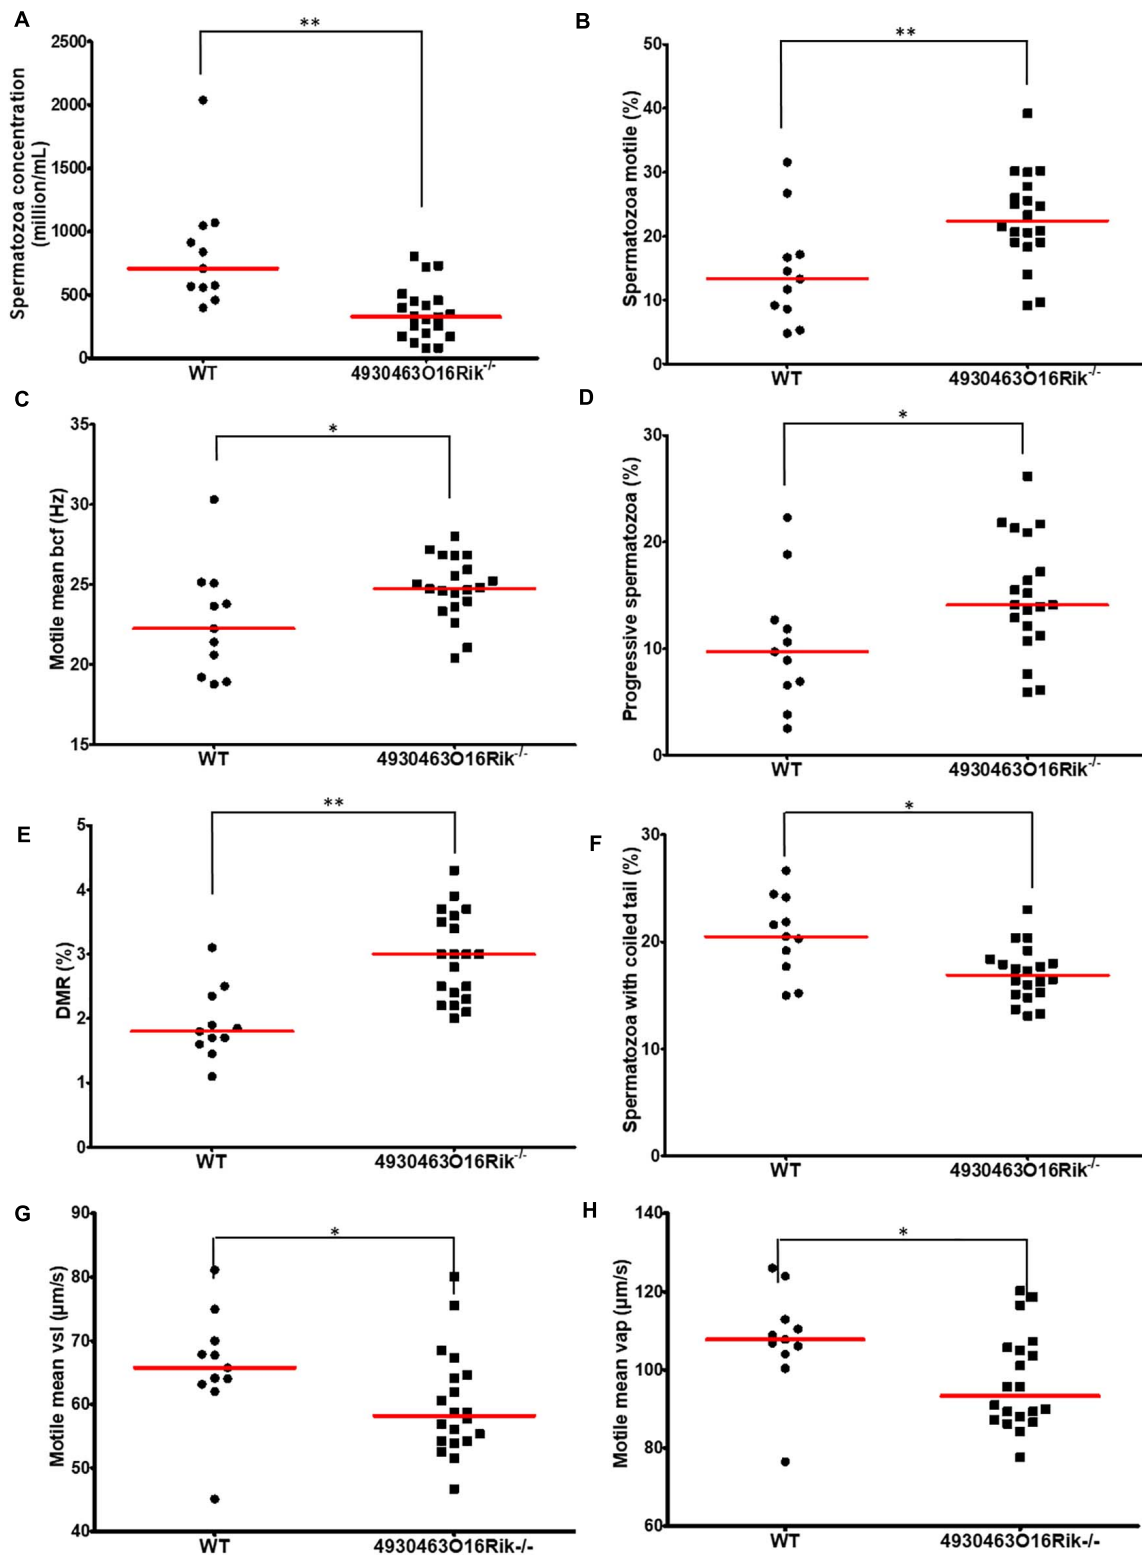 A
**
Spermatozoa concentration
(million/mL)
2500
2000
1500
1000
500
0
WT
4930463O16Rik-/-
B
**
Spermatozoa motile (%)
50
40
30
20
10
0
WT
4930463O16Rik-/-
C
*
Motile mean bcf (Hz)
35
30
25
20
15
WT
4930463O16Rik-/-
D
*
Progressive spermatozoa (%)
30
20
10
0
WT
4930463O16Rik-/-
E
**
DMR (%)
5
4
3
2
1
0
WT
4930463O16Rik-/-
F
*
Spermatozoa with coiled tail (%)
30
20
10
0
WT
4930463O16Rik-/-
G
*
Motile mean vsl (µm/s)
90
80
70
60
50
40
WT
4930463O16Rik-/-
H
*
Motile mean vap (µm/s)
140
120
100
80
60
WT
4930463O16Rik-/-